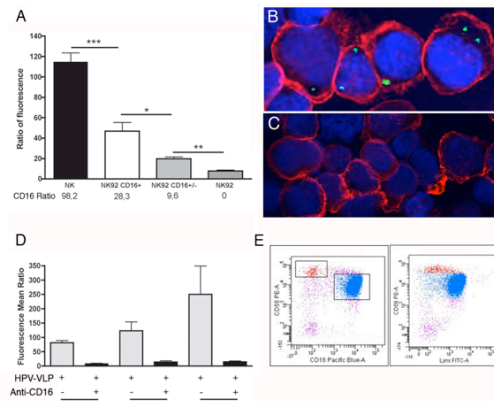 A
Ratio of fluorescence
140
120
100
80
60
40
20
0
***
*
**
NK
NK92 CD16+
NK92 CD16+/-
NK92
CD16 Ratio
98,2
28,3
9,6
0
B
C
D
Fluorescence Mean Ratio
350
300
250
200
150
100
50
0
HPV-VLP
+ + + + + +
Anti-CD16
- + - + - +
E
CD56 PE-A
CD16 Pacific Blue-A
CD56 PE-A
Lynx FITC-A